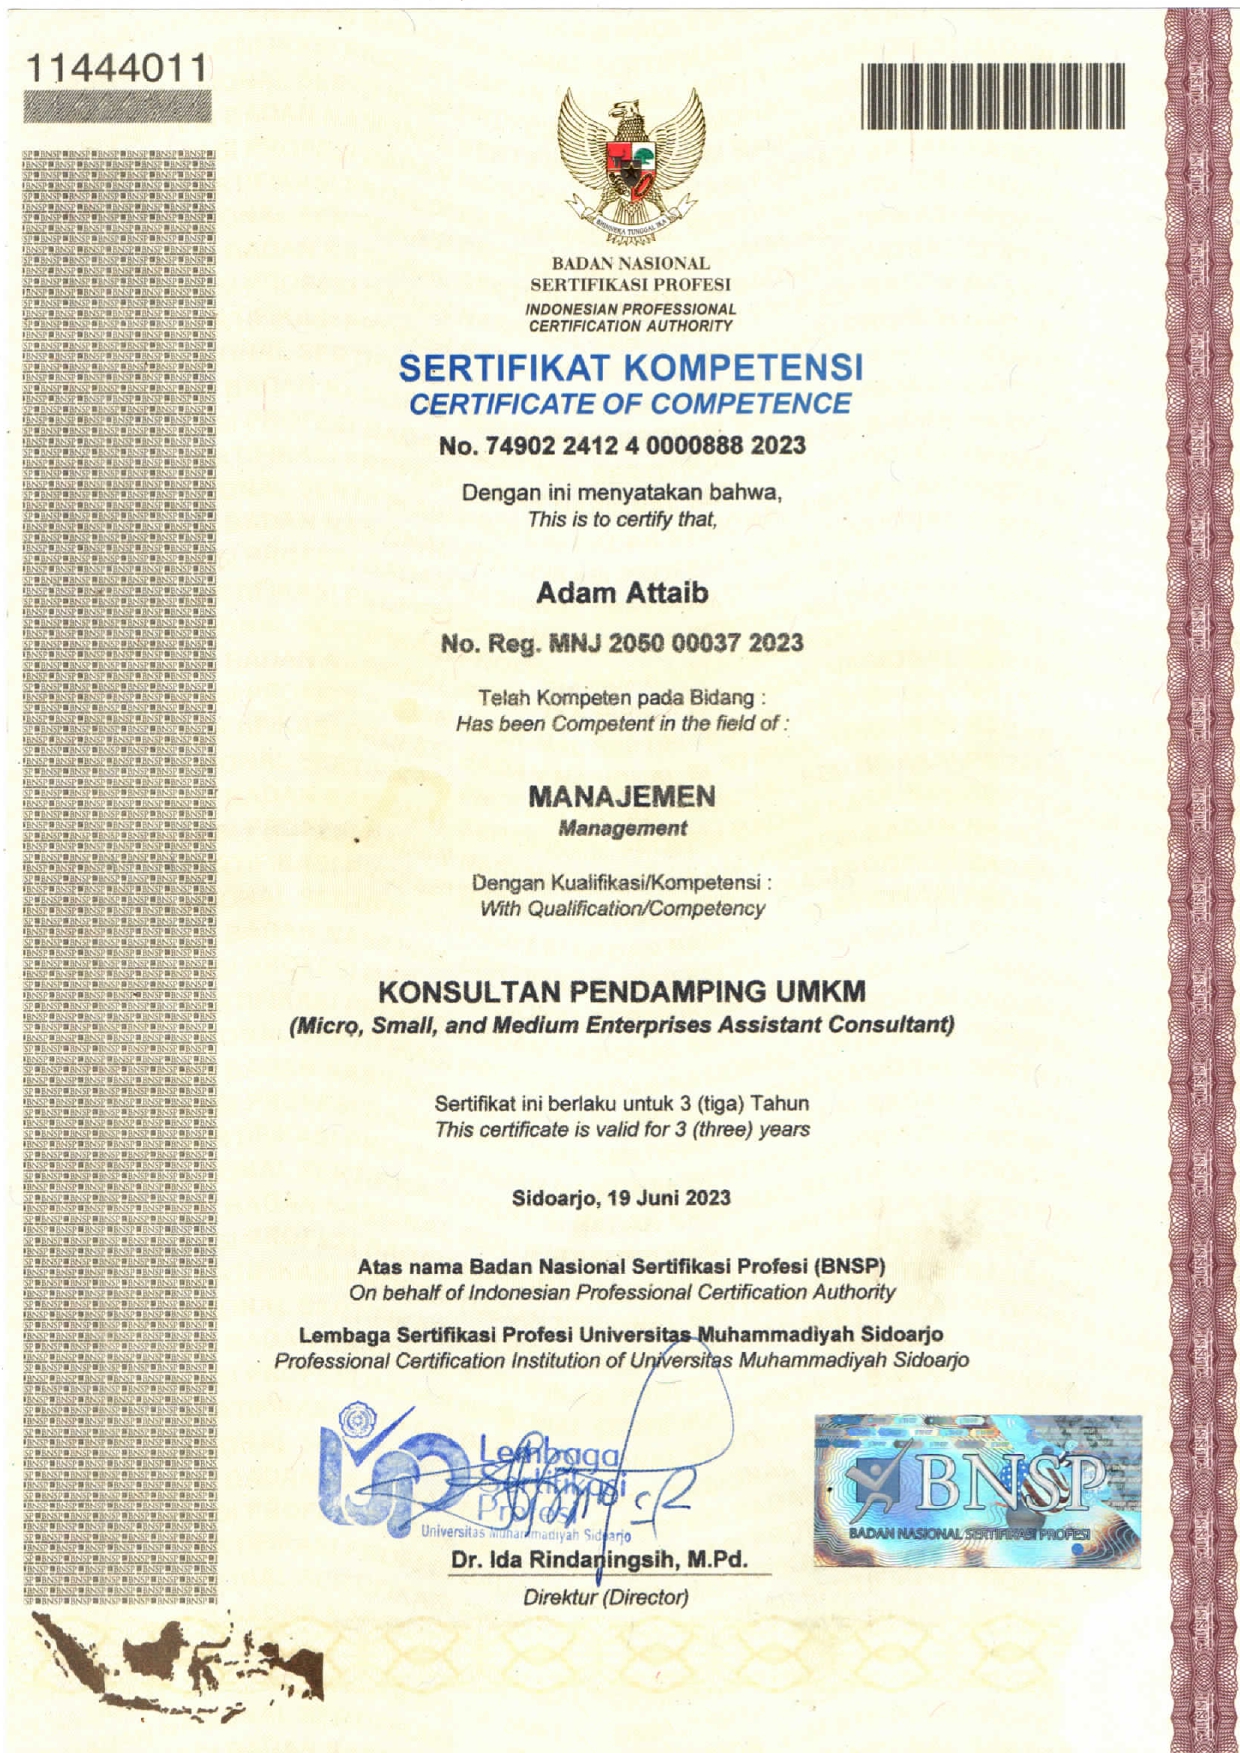 11444011
BHINNEKA TUNGGAL IKA
BADAN NASIONAL
SERTIFIKASI PROFESI
INDONESIAN PROFESSIONAL
CERTIFICATION AUTHORITY
SERTIFIKAT KOMPETENSI
CERTIFICATE OF COMPETENCE
No. 74902 2412 4 0000888 2023
Dengan ini menyatakan bahwa,
This is to certify that,
Adam Attaib
No. Reg. MNJ 2050 00037 2023
Telah Kompeten pada Bidang :
Has been Competent in the field of :
MANAJEMEN
Management
Dengan Kualifikasi/Kompetensi :
With Qualification/Competency
KONSULTAN PENDAMPING UMKM
(Micro, Small, and Medium Enterprises Assistant Consultant)
Sertifikat ini berlaku untuk 3 (tiga) Tahun
This certificate is valid for 3 (three) years
Sidoarjo, 19 Juni 2023
Atas nama Badan Nasional Sertifikasi Profesi (BNSP)
On behalf of Indonesian Professional Certification Authority
Lembaga Sertifikasi Profesi Universitas Muhammadiyah Sidoarjo
Professional Certification Institution of Universitas Muhammadiyah Sidoarjo
Lembaga
Sertifikasi
Profesi
Universitas Muhammadiyah Sidoarjo
BNSP
BADAN NASIONAL SERTIFIKASI PROFESI
Dr. Ida Rindaningsih, M.Pd.
Direktur (Director)